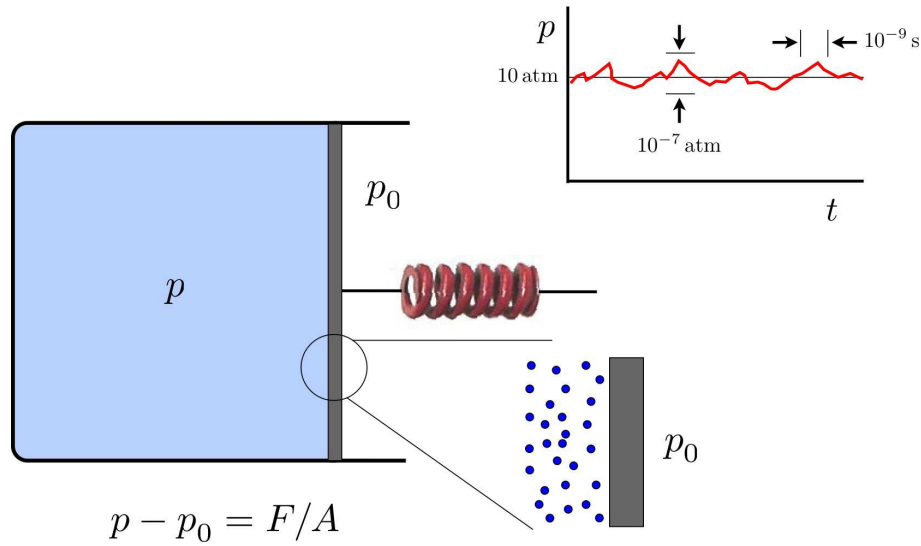 p
10 atm
10⁻⁹ s
10⁻⁷ atm
t
p₀
p
p₀
p − p₀ = F/A